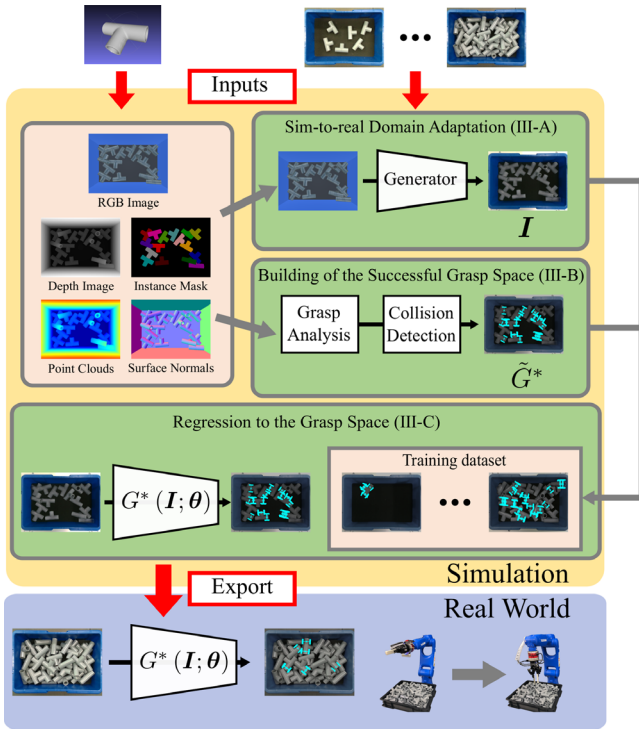 Inputs
RGB Image
Depth Image
Instance Mask
Point Clouds
Surface Normals
Sim-to-real Domain Adaptation (III-A)
Generator
I
Building of the Successful Grasp Space (III-B)
Grasp
Analysis
Collision
Detection
G̃*
Regression to the Grasp Space (III-C)
G* (I; θ)
Training dataset
Simulation
Export
Real World
G* (I; θ)